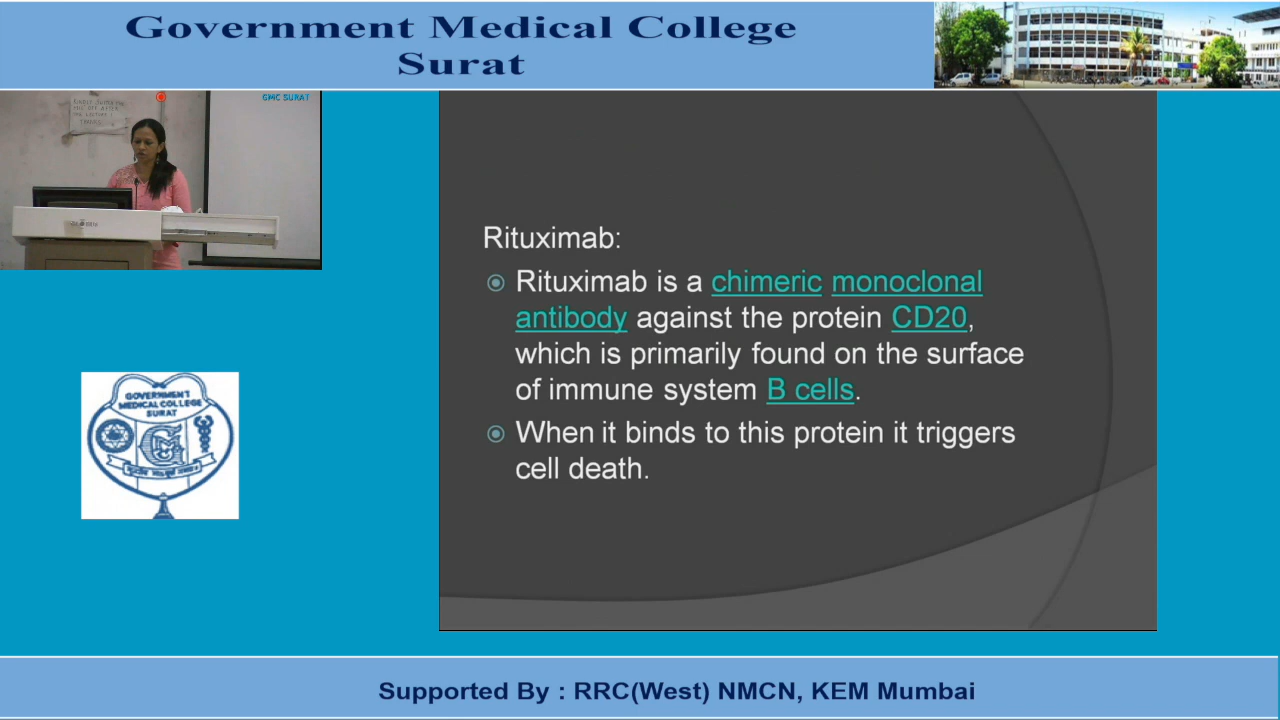 Government Medical College
Surat
GMC SURAT
Rituximab:
Rituximab is a chimeric monoclonal
antibody against the protein CD20,
which is primarily found on the surface
of immune system B cells.
When it binds to this protein it triggers
cell death.
GOVERNMENT
MEDICAL COLLEGE
SURAT
Supported By : RRC(West) NMCN, KEM Mumbai